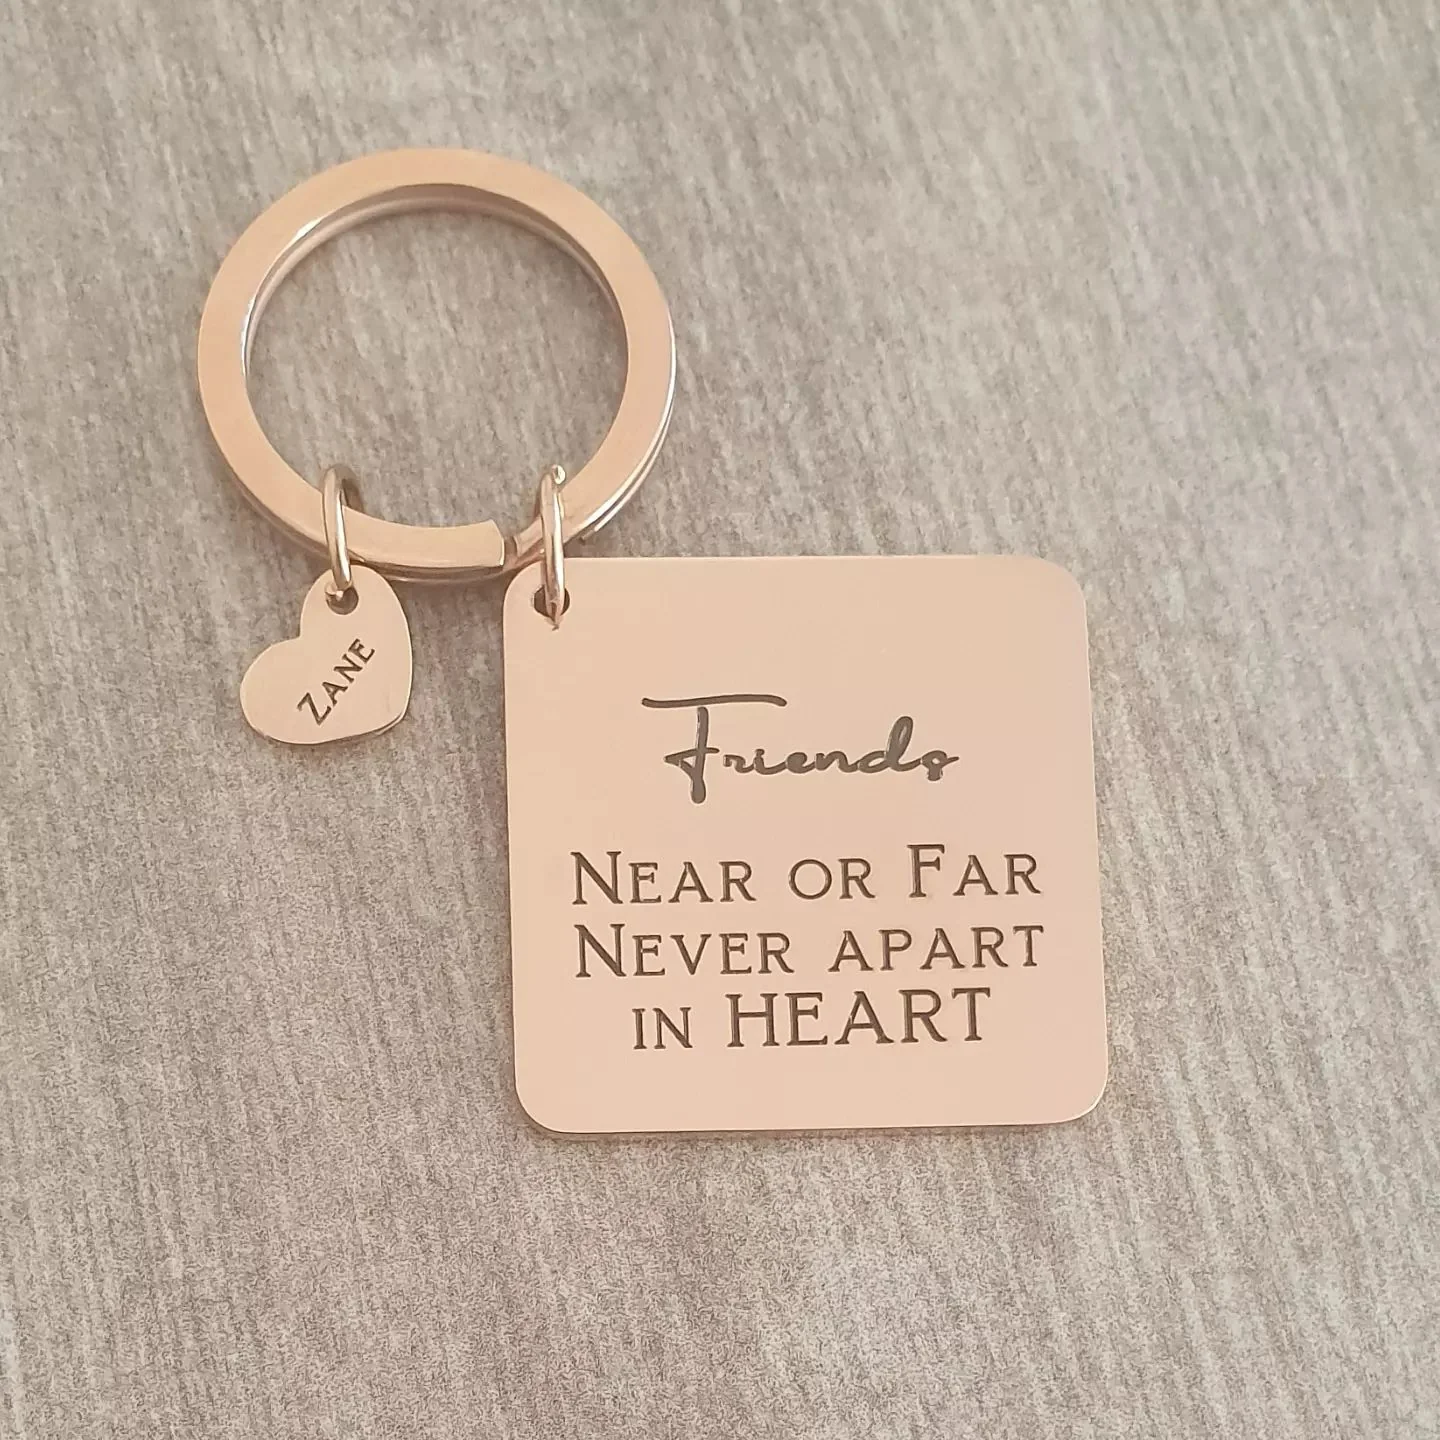 ZANE
Friends
NEAR OR FAR
NEVER APART
IN HEART